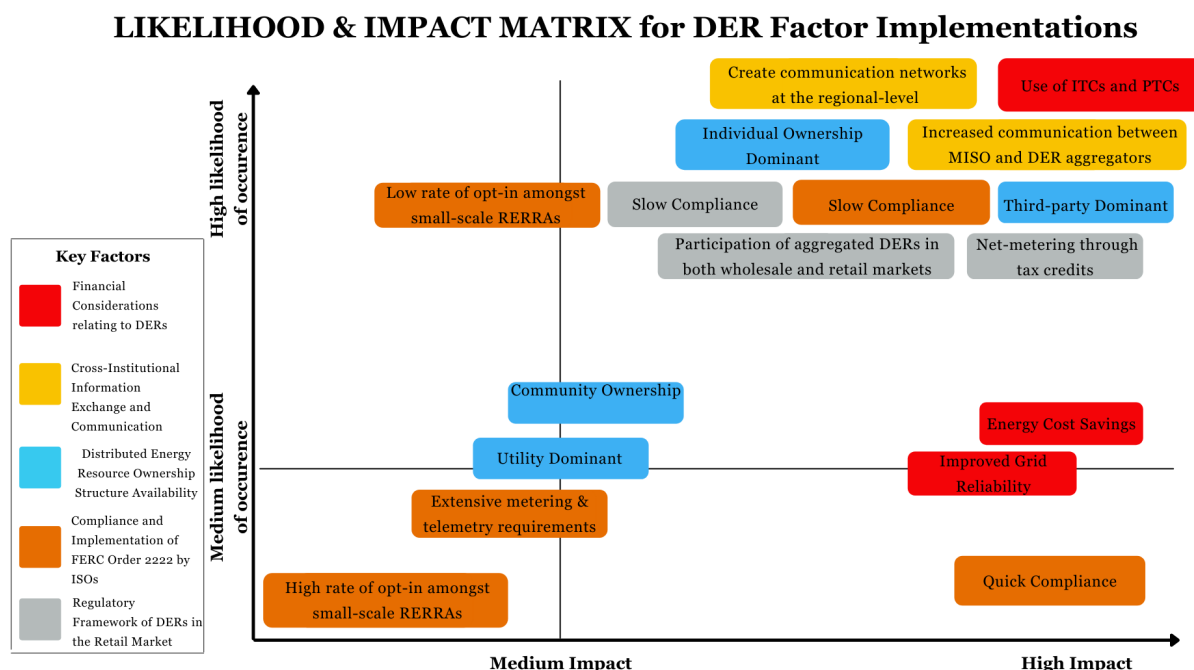 LIKELIHOOD & IMPACT MATRIX for DER Factor Implementations
High likelihood
of occurence
Create communication networks
at the regional-level
Use of ITCs and PTCs
Individual Ownership
Dominant
Increased communication between
MISO and DER aggregators
Low rate of opt-in amongst
small-scale RERRAs
Slow Compliance
Slow Compliance
Third-party Dominant
Participation of aggregated DERs in
both wholesale and retail markets
Net-metering through
tax credits
Key Factors
Financial
Considerations
relating to DERs
Cross-Institutional
Information
Exchange and
Communication
Distributed Energy
Resource Ownership
Structure Availability
Compliance and
Implementation of
FERC Order 2222 by
ISOs
Regulatory
Framework of DERs in
the Retail Market
Medium likelihood
of occurence
Community Ownership
Energy Cost Savings
Utility Dominant
Improved Grid
Reliability
Extensive metering &
telemetry requirements
Quick Compliance
High rate of opt-in amongst
small-scale RERRAs
Medium Impact
High Impact